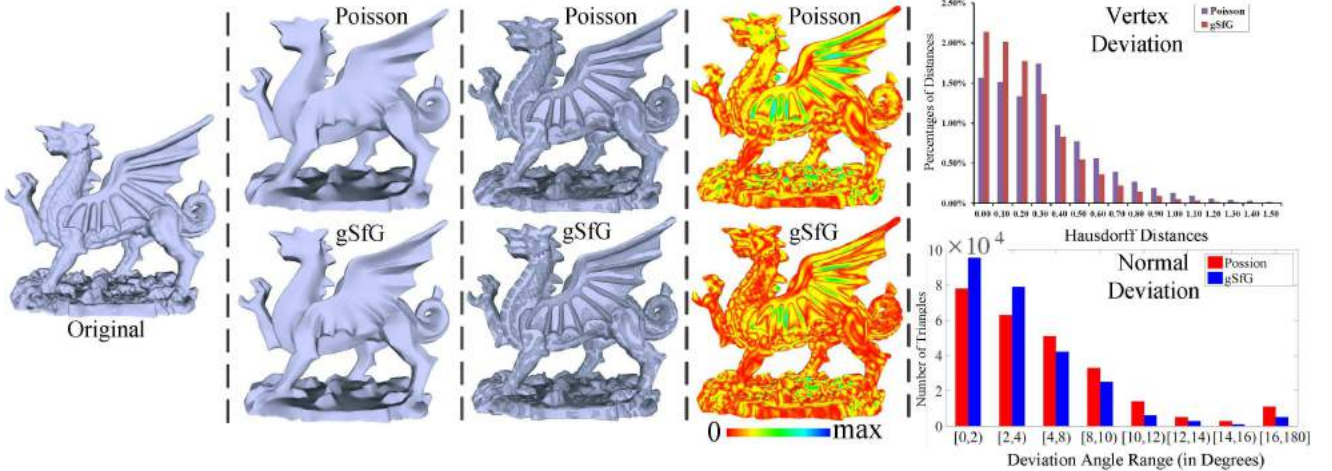 Original
Poisson
gSfG
Poisson
gSfG
Poisson
gSfG
0 max
2.50%
2.00%
1.50%
1.00%
0.50%
0.00%
Percentages of Distances
Vertex
Deviation
Poisson
gSfG
0.00 0.10 0.20 0.30 0.40 0.50 0.60 0.70 0.80 0.90 1.00 1.10 1.20 1.30 1.40 1.50
Hausdorff Distances
10 ×10⁴
8
6
4
2
0
Number of Triangles
Normal
Deviation
Possion
gSfG
[0,2) [2,4) [4,8) [8,10) [10,12) [12,14) [14,16) [16,180]
Deviation Angle Range (in Degrees)